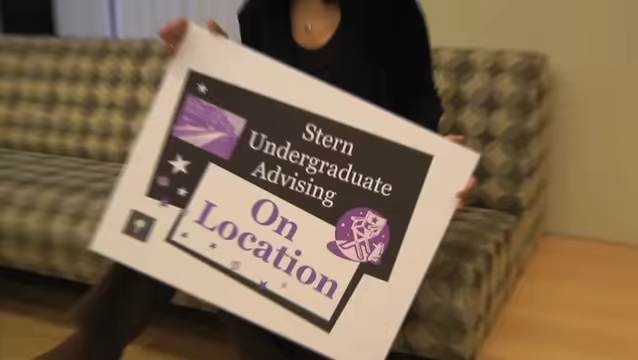 Stern
Undergraduate
Advising
On
Location